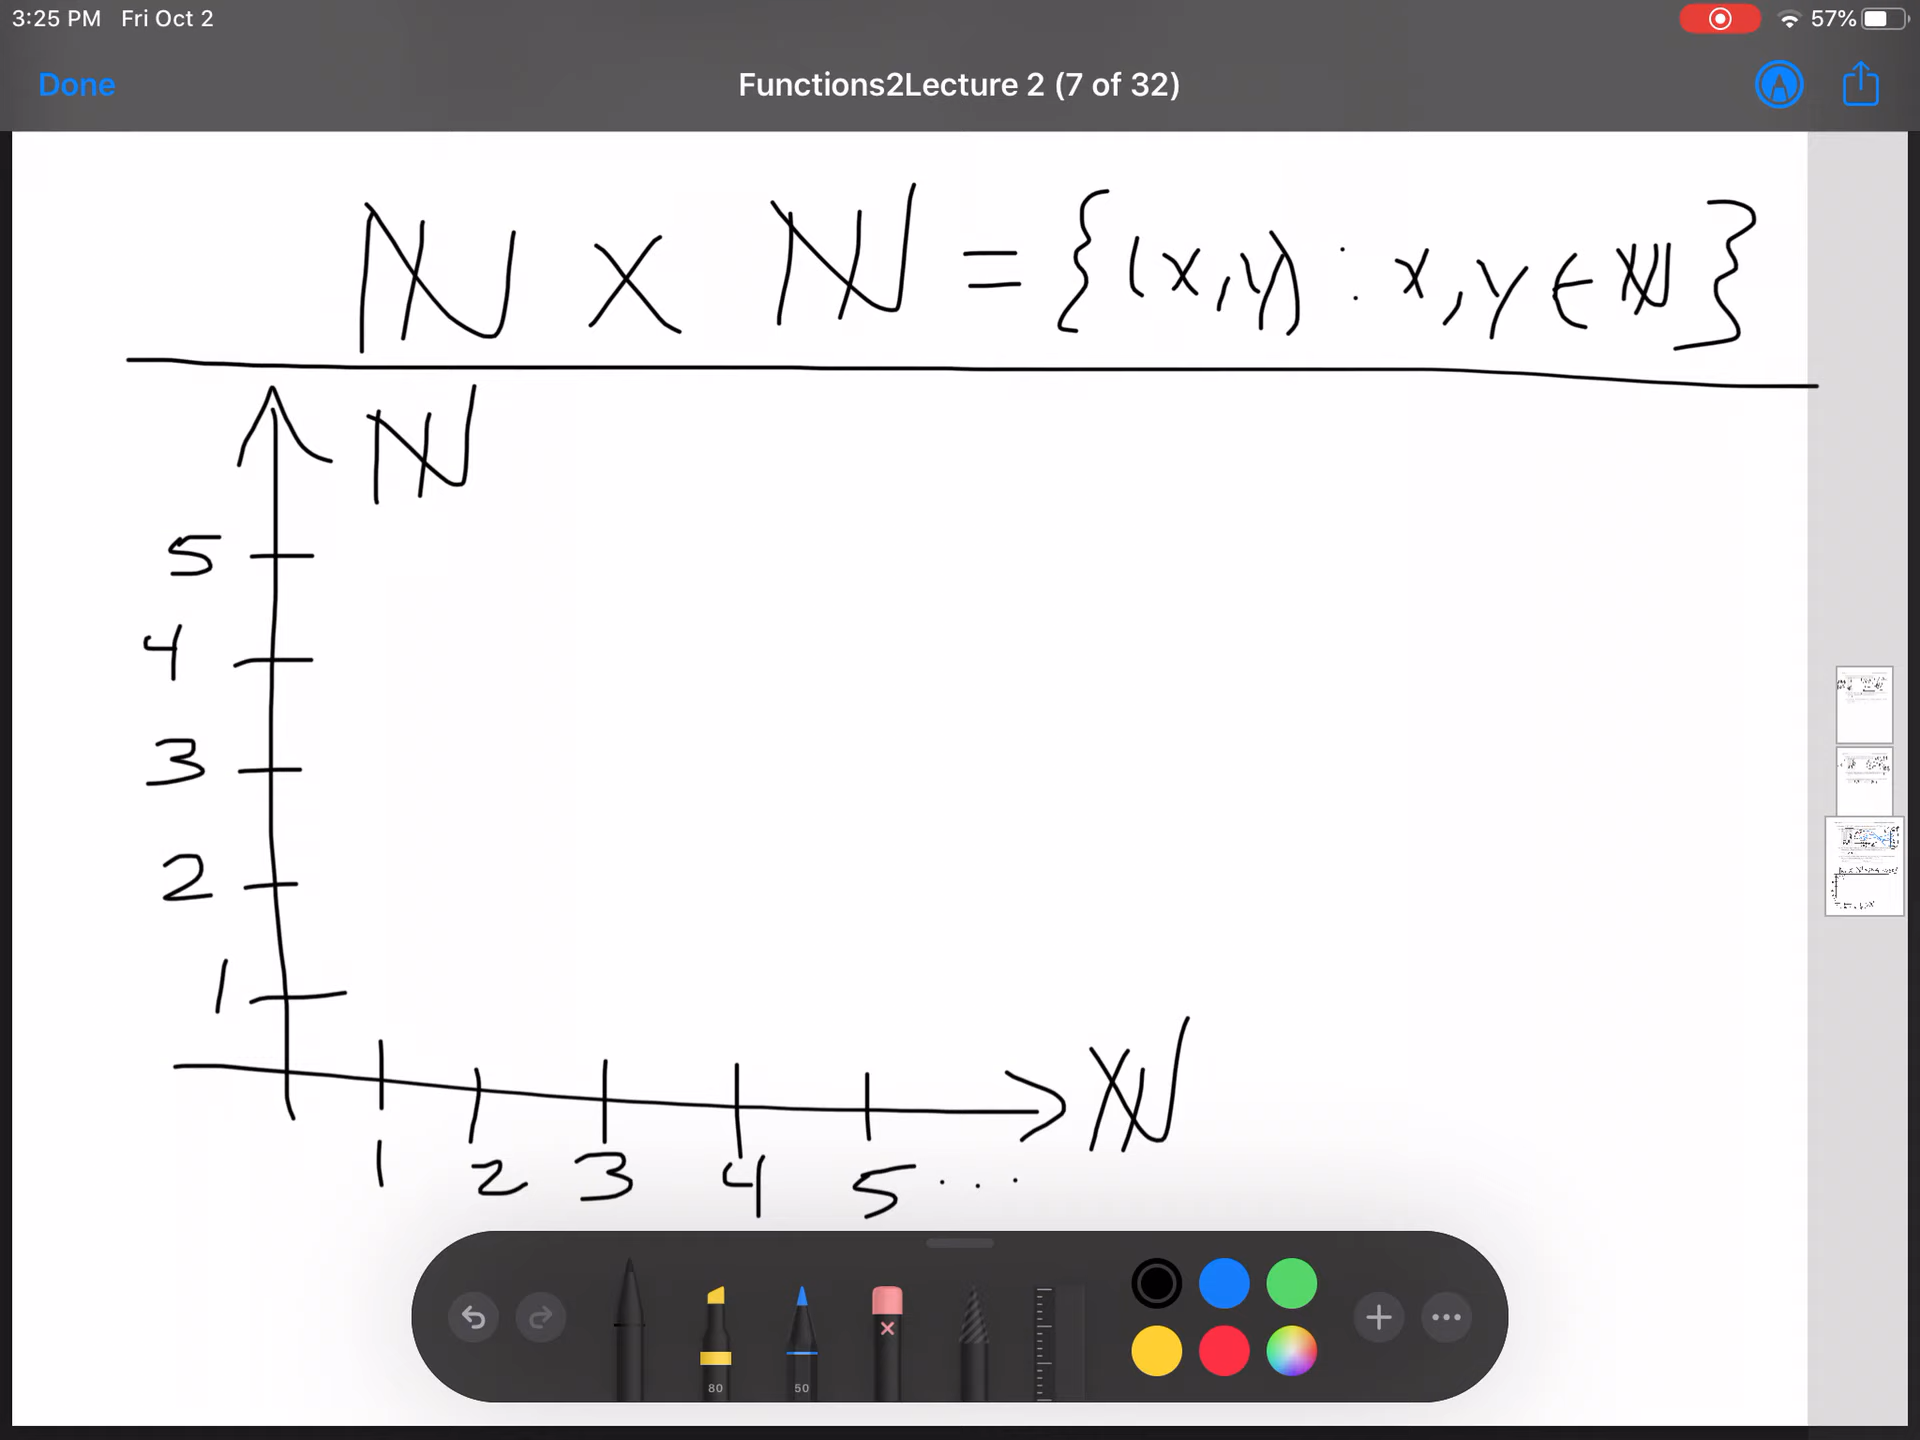 3:25 PM Fri Oct 2
57%
Done
Functions2Lecture 2 (7 of 32)
ℕ × ℕ = {(x,y) : x,y ∈ ℕ}
ℕ
5
4
3
2
1
ℕ
1 2 3 4 5 ...
80 50